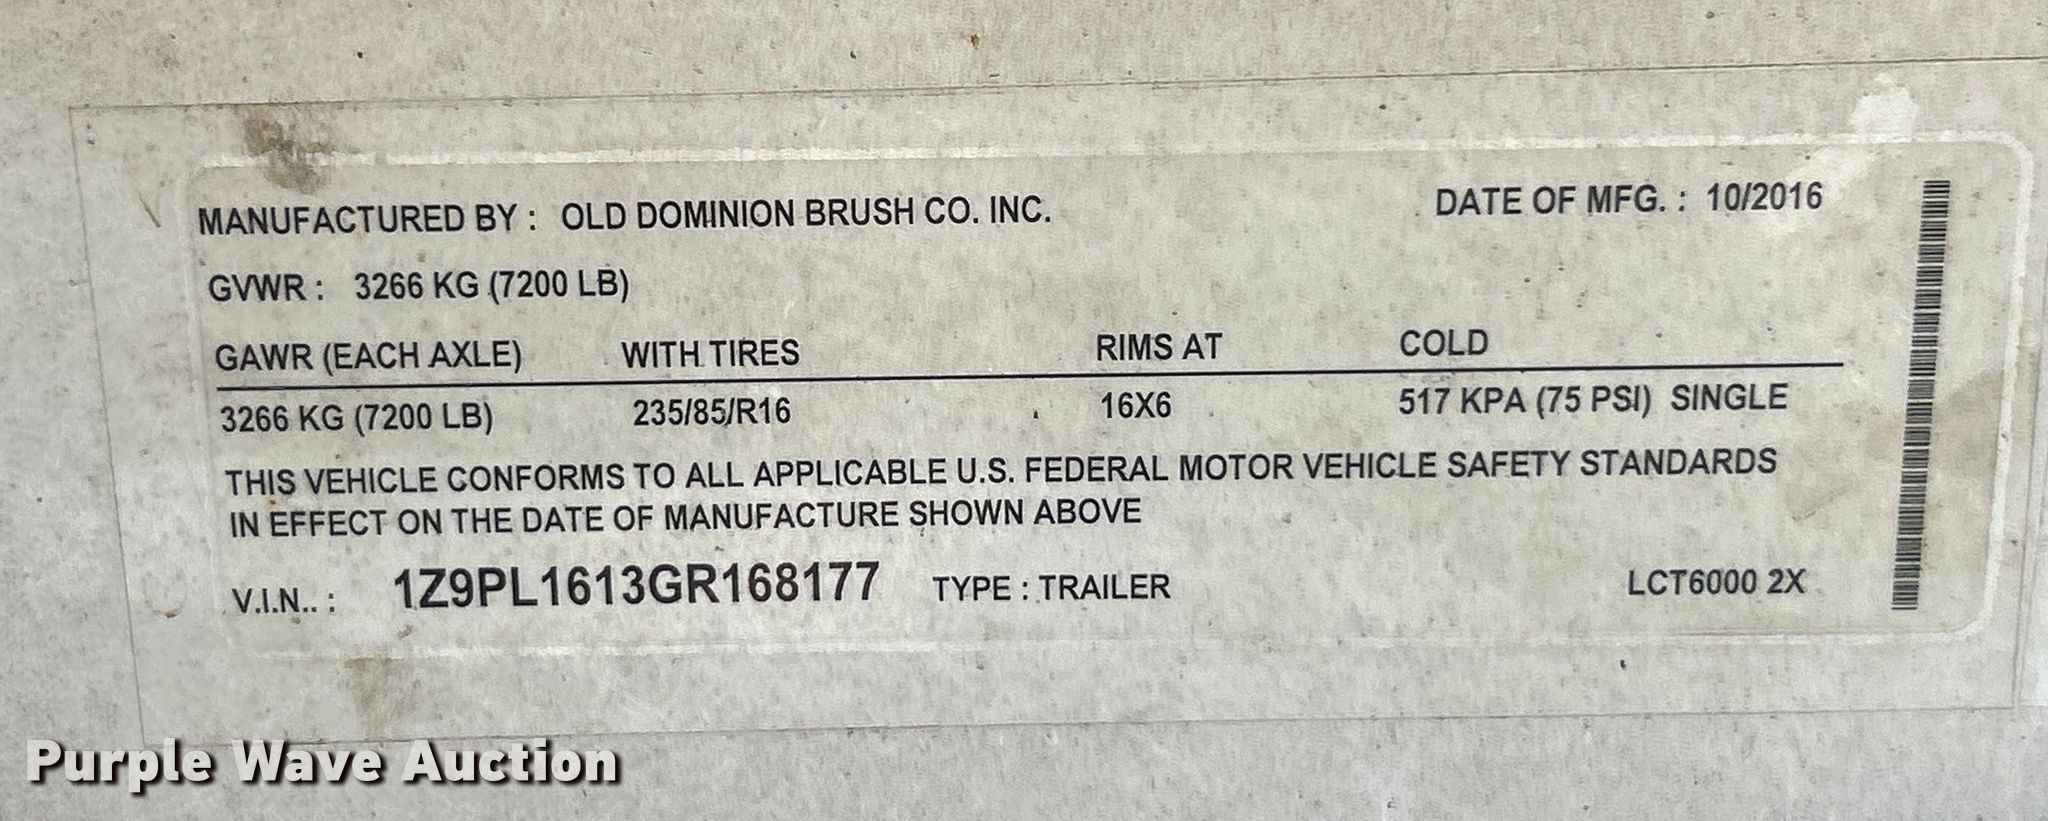 MANUFACTURED BY : OLD DOMINION BRUSH CO. INC. DATE OF MFG. : 10/2016
GVWR : 3266 KG (7200 LB)
GAWR (EACH AXLE) WITH TIRES RIMS AT COLD
3266 KG (7200 LB) 235/85/R16 16X6 517 KPA (75 PSI) SINGLE
THIS VEHICLE CONFORMS TO ALL APPLICABLE U.S. FEDERAL MOTOR VEHICLE SAFETY STANDARDS
IN EFFECT ON THE DATE OF MANUFACTURE SHOWN ABOVE
V.I.N.. : 1Z9PL1613GR168177 TYPE : TRAILER LCT6000 2X
Purple Wave Auction